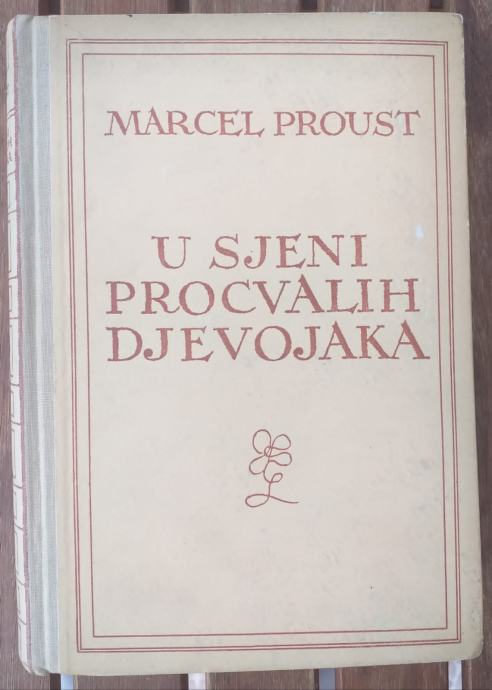 MARCEL PROUST
U SJENI
PROCVALIH
DJEVOJAKA